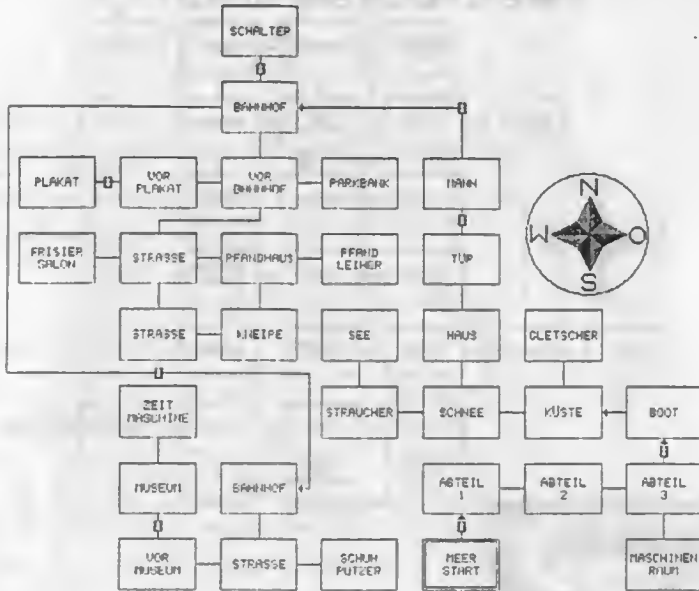 SCHALTER
BAHNHOF
PLAKAT
VOR
PLAKAT
VOR
BAHNHOF
PARKBANK
MANN
N
W
O
S
FRISIER
SALON
STRASSE
PFANDHAUS
PFAND
LEIHER
TÜR
STRASSE
KNEIPE
SEE
HAUS
GLETSCHER
ZEIT
MASCHINE
STRAUCHER
SCHNEE
KÜSTE
BOOT
MUSEUM
BAHNHOF
ABTEIL
1
ABTEIL
2
ABTEIL
3
VOR
MUSEUM
STRASSE
SCHUH
PUTZER
MEER
START
MASCHINEN
RAUM